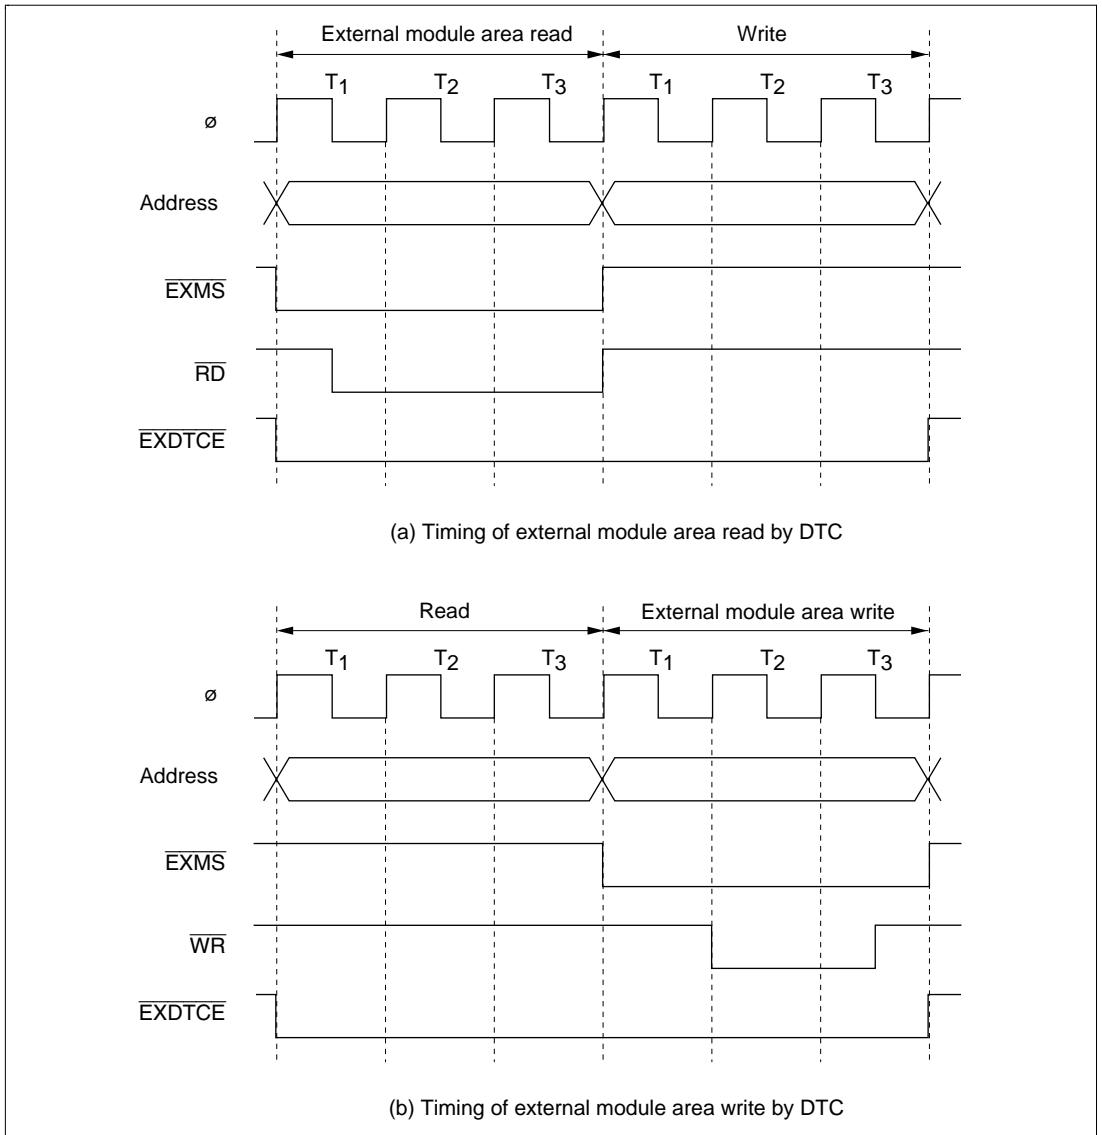 External module area read Write
T1 T2 T3 T1 T2 T3
ø
Address
EXMS
RD
EXDTCE
(a) Timing of external module area read by DTC
Read External module area write
T1 T2 T3 T1 T2 T3
ø
Address
EXMS
WR
EXDTCE
(b) Timing of external module area write by DTC